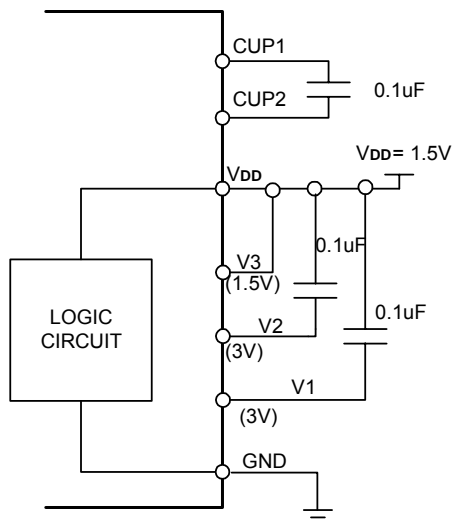 CUP1
0.1uF
CUP2
VDD
VDD= 1.5V
V3
(1.5V)
0.1uF
V2
(3V)
0.1uF
LOGIC
CIRCUIT
V1
(3V)
GND